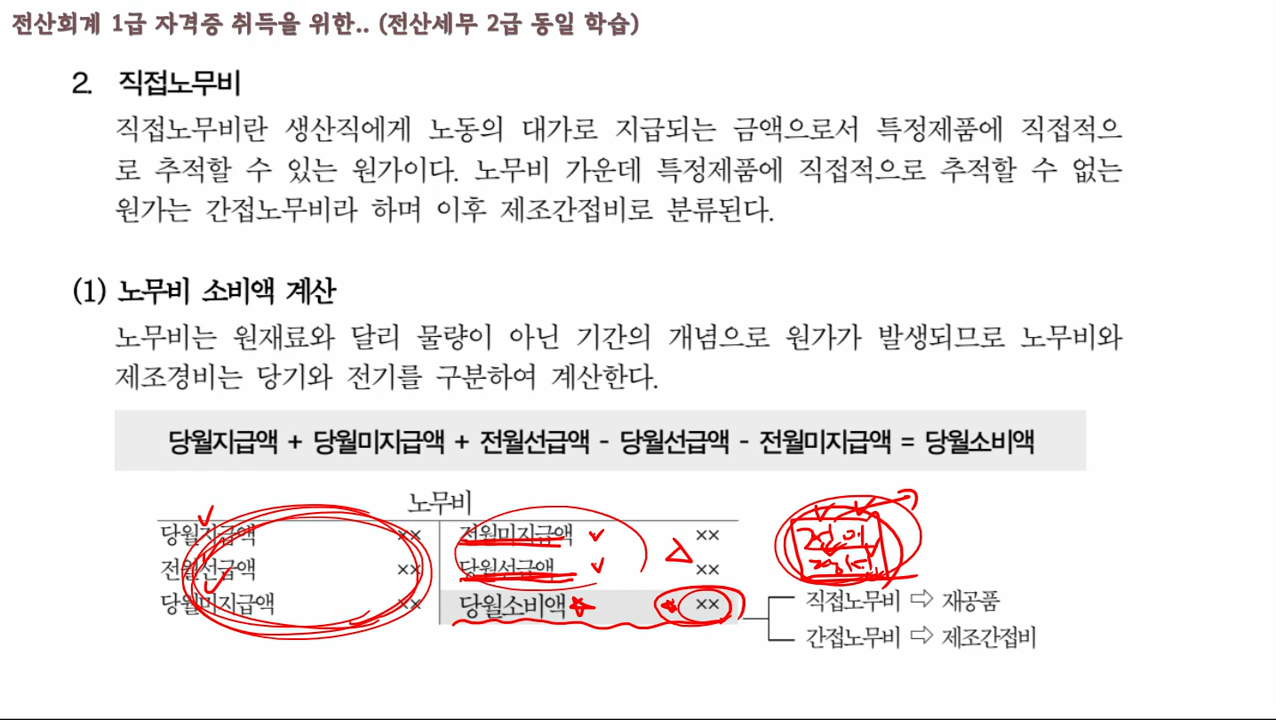 전산회계 1급 자격증 취득을 위한.. (전산세무 2급 동일 학습)
2. 직접노무비
직접노무비란 생산직에게 노동의 대가로 지급되는 금액으로서 특정제품에 직접적으
로 추적할 수 있는 원가이다. 노무비 가운데 특정제품에 직접적으로 추적할 수 없는
원가는 간접노무비라 하며 이후 제조간접비로 분류된다.
(1) 노무비 소비액 계산
노무비는 원재료와 달리 물량이 아닌 기간의 개념으로 원가가 발생되므로 노무비와
제조경비는 당기와 전기를 구분하여 계산한다.
당월지급액 + 당월미지급액 + 전월선급액 - 당월선급액 - 전월미지급액 = 당월소비액
노무비
당월지급액 ×× 전월미지급액 ××
전월선급액 ×× 당월선급액 ××
당월미지급액 ×× 당월소비액 ××
직접노무비 ⇨ 재공품
간접노무비 ⇨ 제조간접비